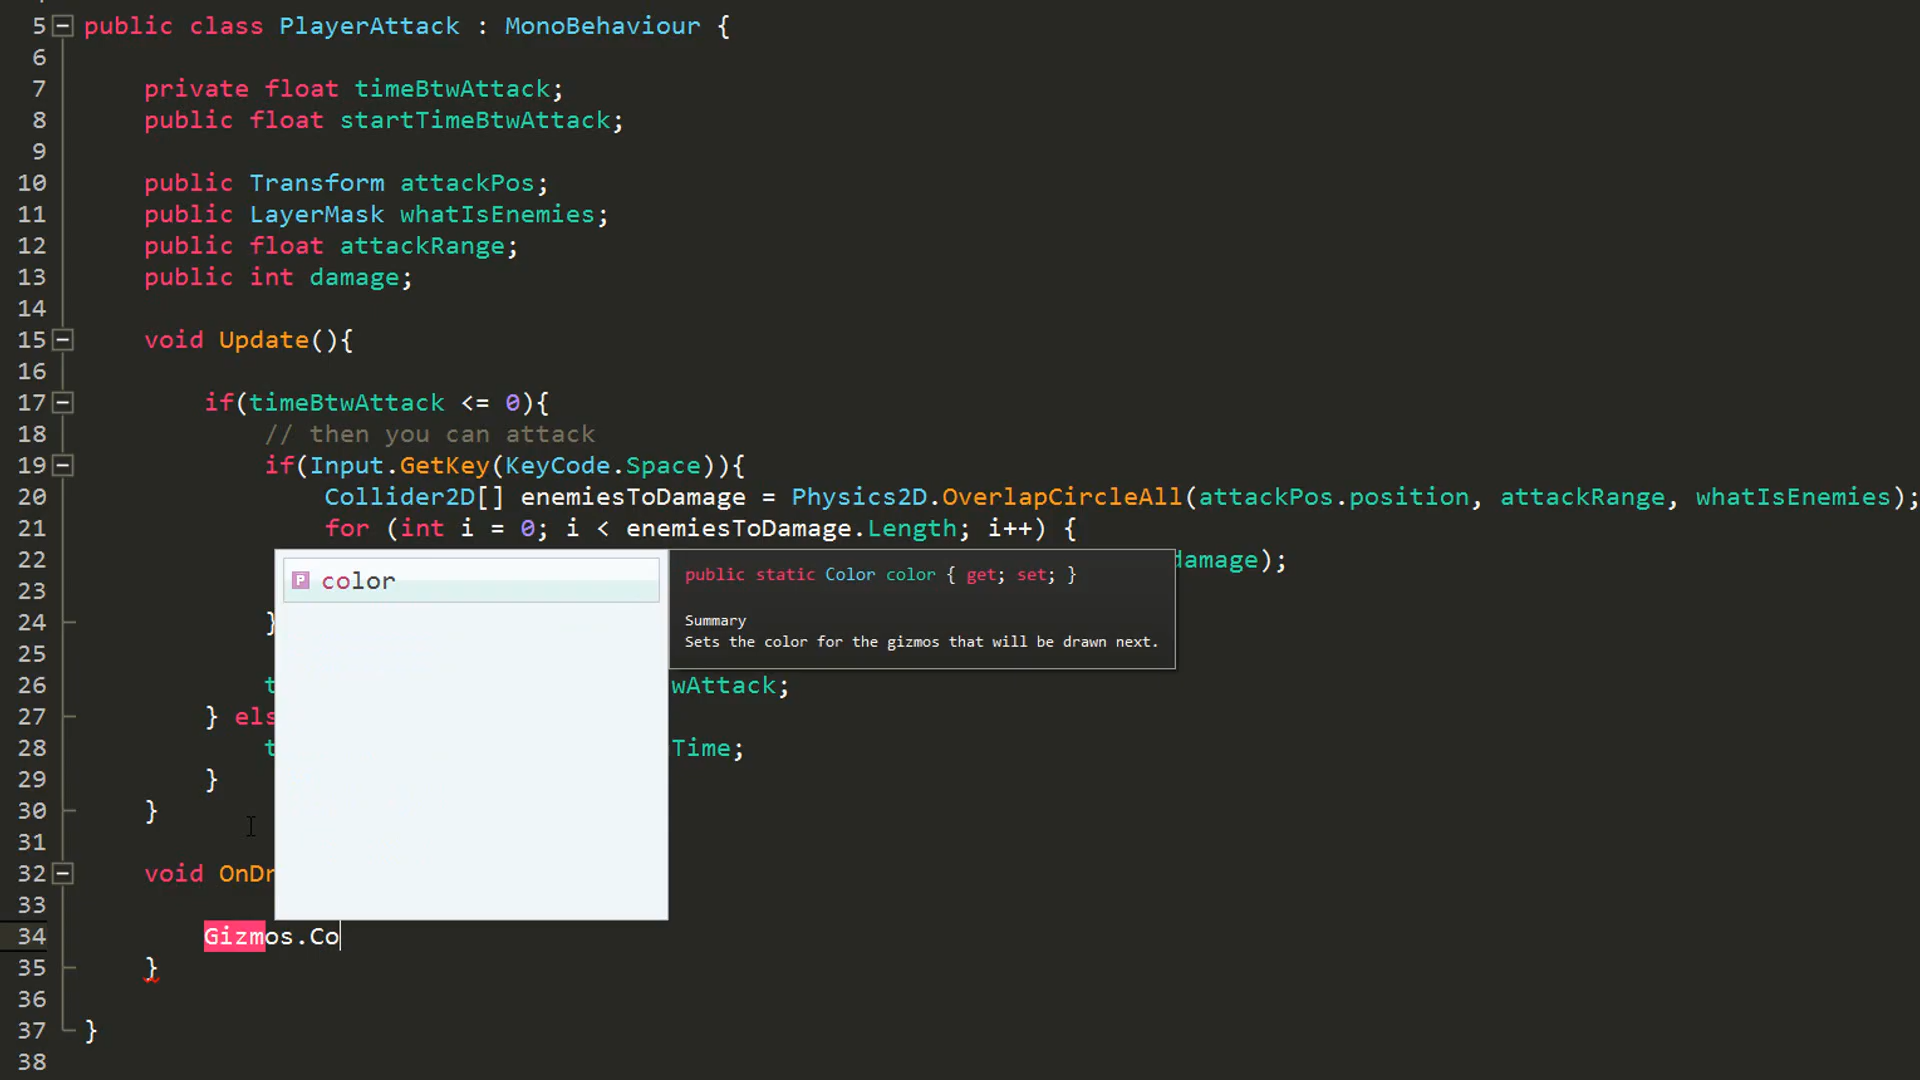 5 public class PlayerAttack : MonoBehaviour {
6
7 private float timeBtwAttack;
8 public float startTimeBtwAttack;
9
10 public Transform attackPos;
11 public LayerMask whatIsEnemies;
12 public float attackRange;
13 public int damage;
14
15 void Update(){
16
17 if(timeBtwAttack <= 0){
18 // then you can attack
19 if(Input.GetKey(KeyCode.Space)){
20 Collider2D[] enemiesToDamage = Physics2D.OverlapCircleAll(attackPos.position, attackRange, whatIsEnemies);
21 for (int i = 0; i < enemiesToDamage.Length; i++) {
22 damage);
P color
public static Color color { get; set; }
23
Summary
24 }
Sets the color for the gizmos that will be drawn next.
25
26 t wAttack;
27 } els
28 t Time;
29 }
30 }
31
32 void OnDr
33
34 Gizmos.Co
35 }
36
37 }
38